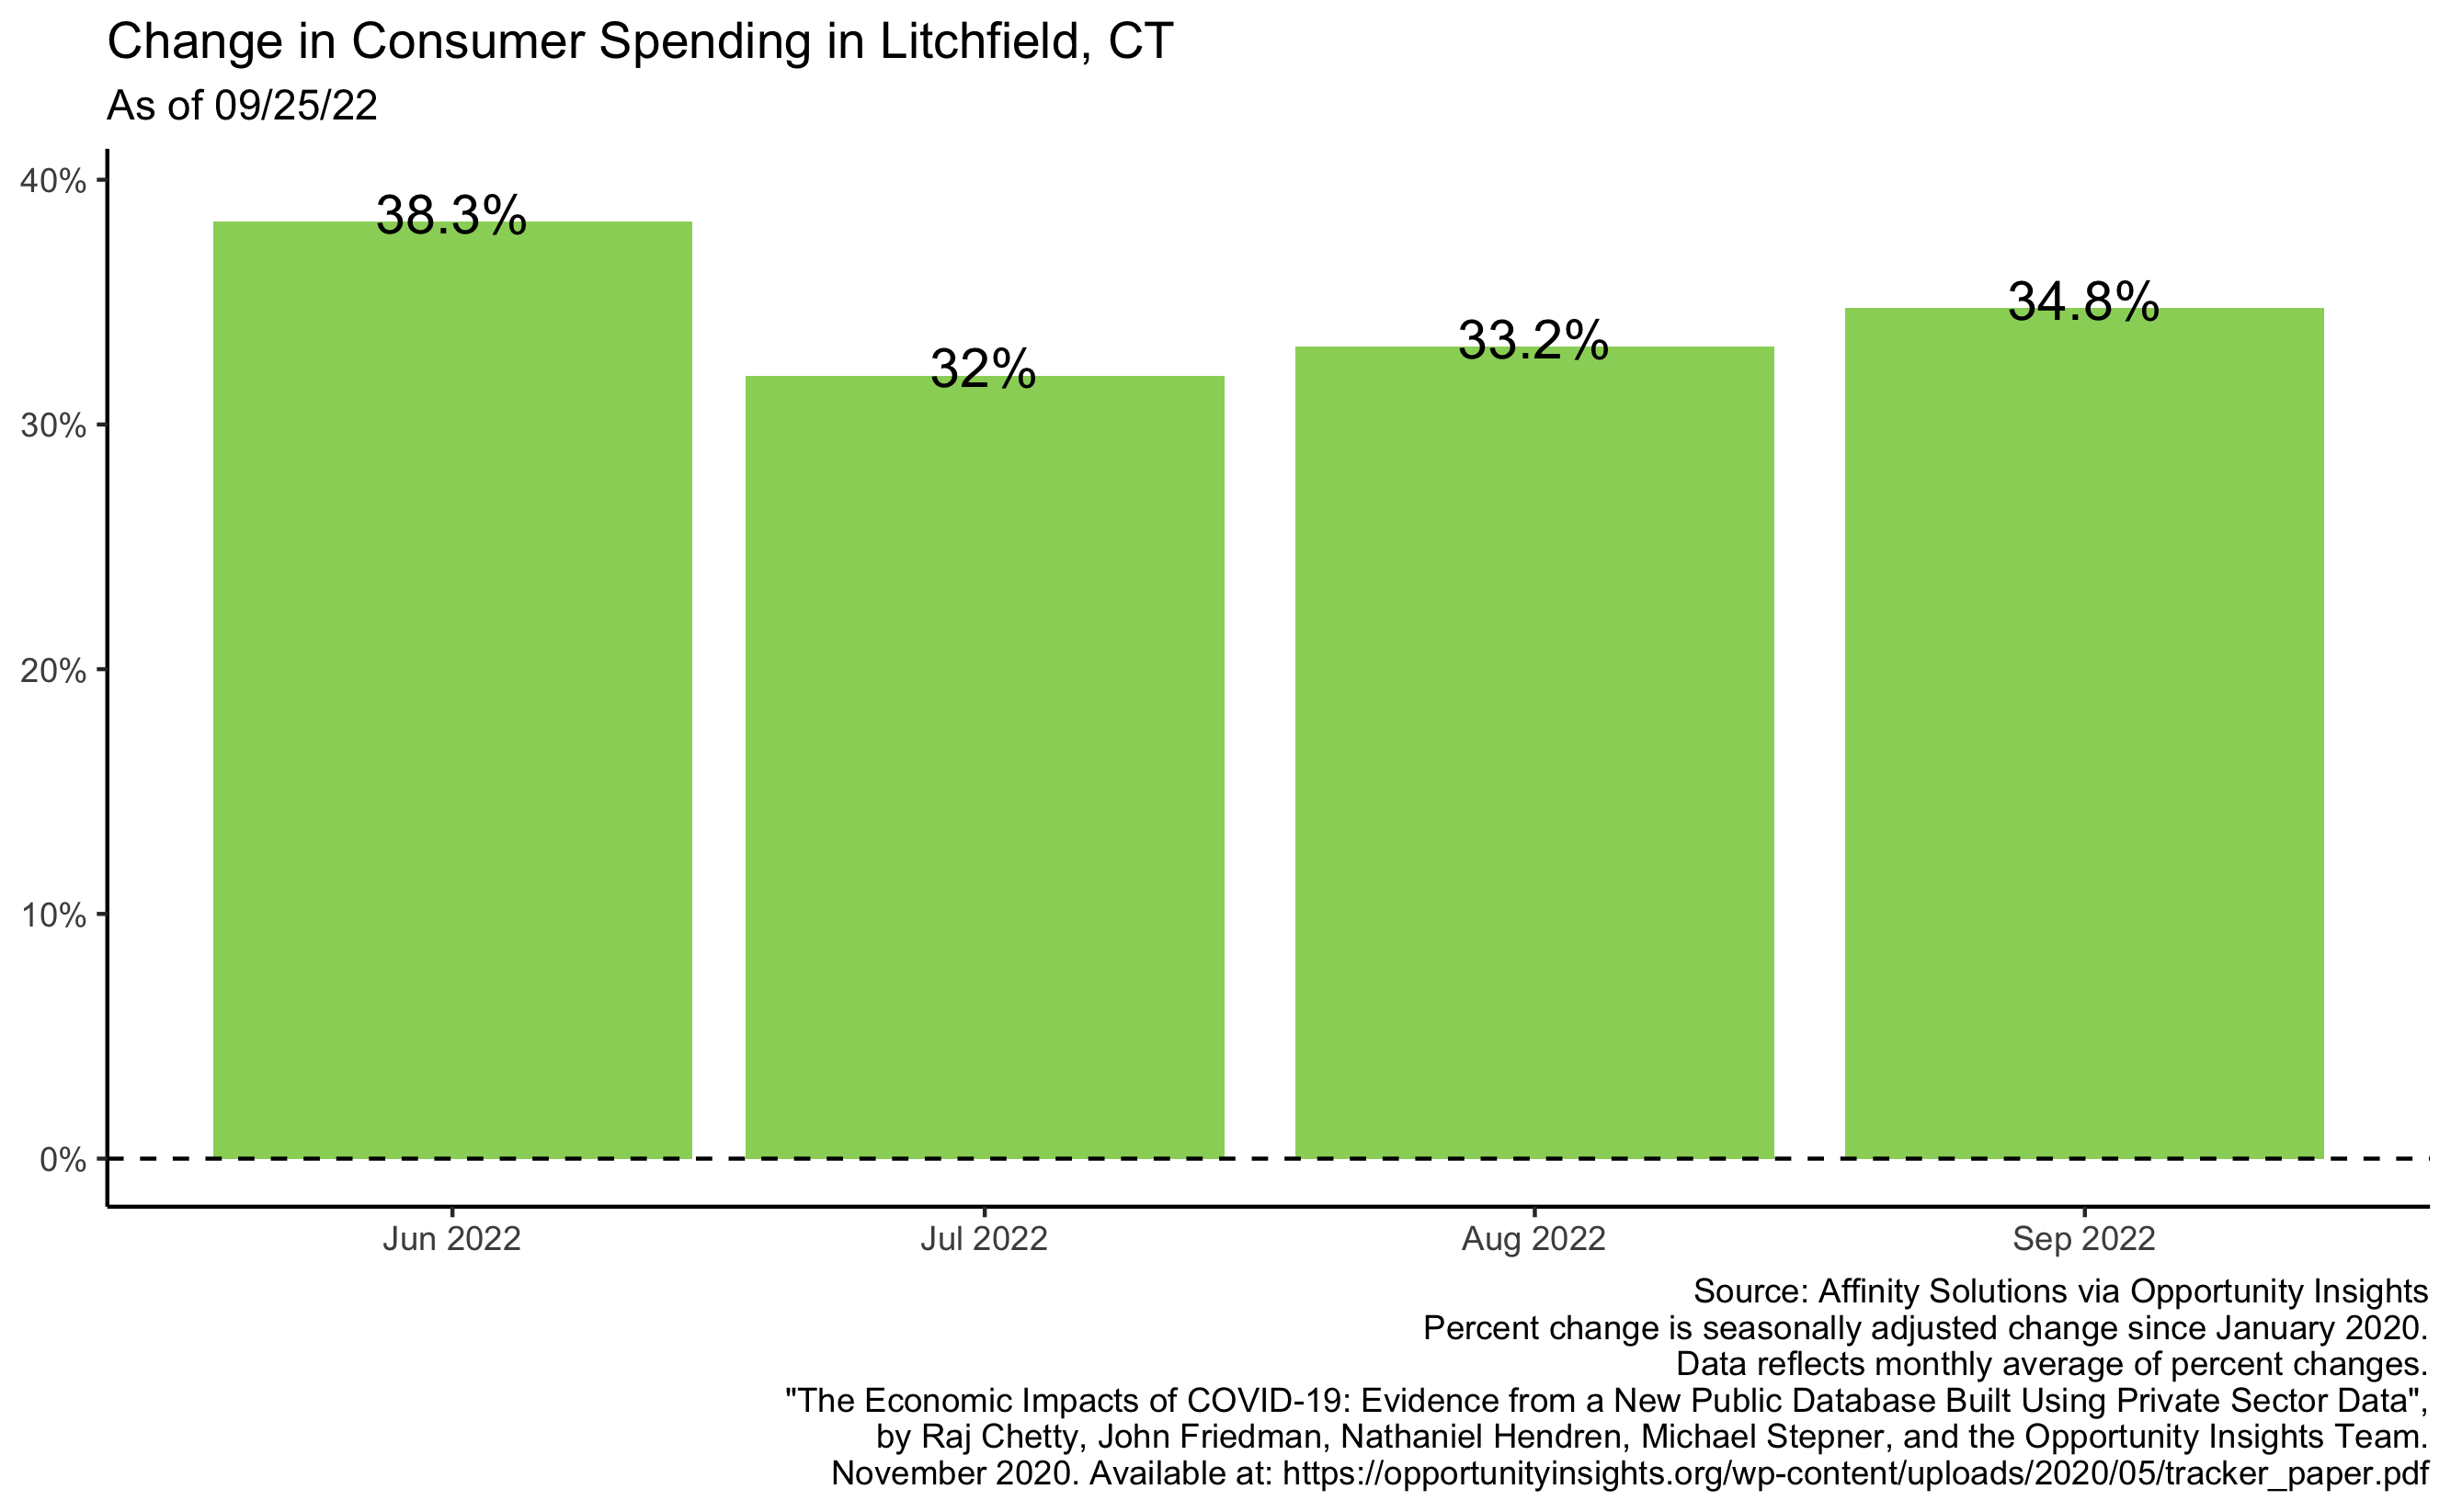 Change in Consumer Spending in Litchfield, CT
As of 09/25/22
40%
30%
20%
10%
0%
38.3%
32%
33.2%
34.8%
Jun 2022
Jul 2022
Aug 2022
Sep 2022
Source: Affinity Solutions via Opportunity Insights
Percent change is seasonally adjusted change since January 2020.
Data reflects monthly average of percent changes.
"The Economic Impacts of COVID-19: Evidence from a New Public Database Built Using Private Sector Data",
by Raj Chetty, John Friedman, Nathaniel Hendren, Michael Stepner, and the Opportunity Insights Team.
November 2020. Available at: https://opportunityinsights.org/wp-content/uploads/2020/05/tracker_paper.pdf